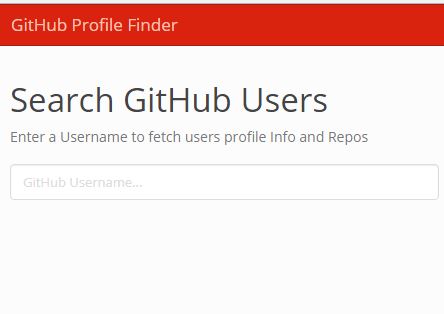 GitHub Profile Finder
Search GitHub Users
Enter a Username to fetch users profile Info and Repos
GitHub Username...